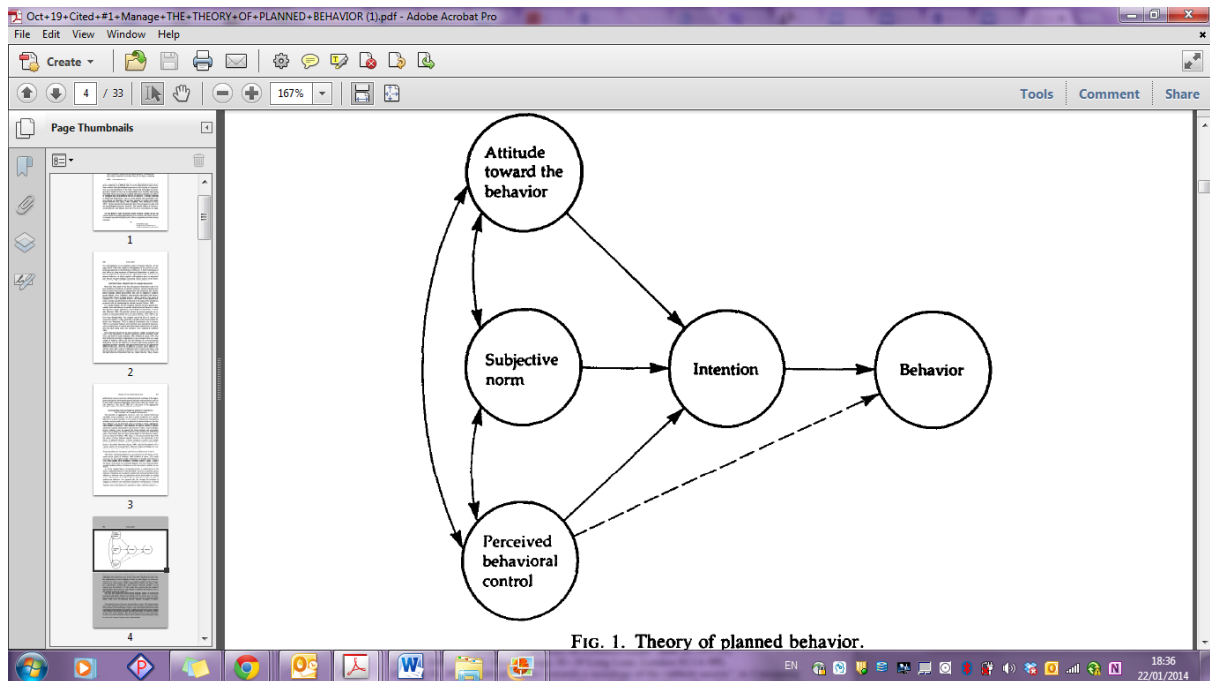 Oct+19+Cited+#1+Manage+THE+THEORY+OF+PLANNED+BEHAVIOR (1).pdf - Adobe Acrobat Pro
File Edit View Window Help
Create
4 / 33
167%
Tools Comment Share
Page Thumbnails
1
2
3
4
Attitude
toward the
behavior
Subjective
norm
Intention
Behavior
Perceived
behavioral
control
FIG. 1. Theory of planned behavior.
EN
18:36
22/01/2014